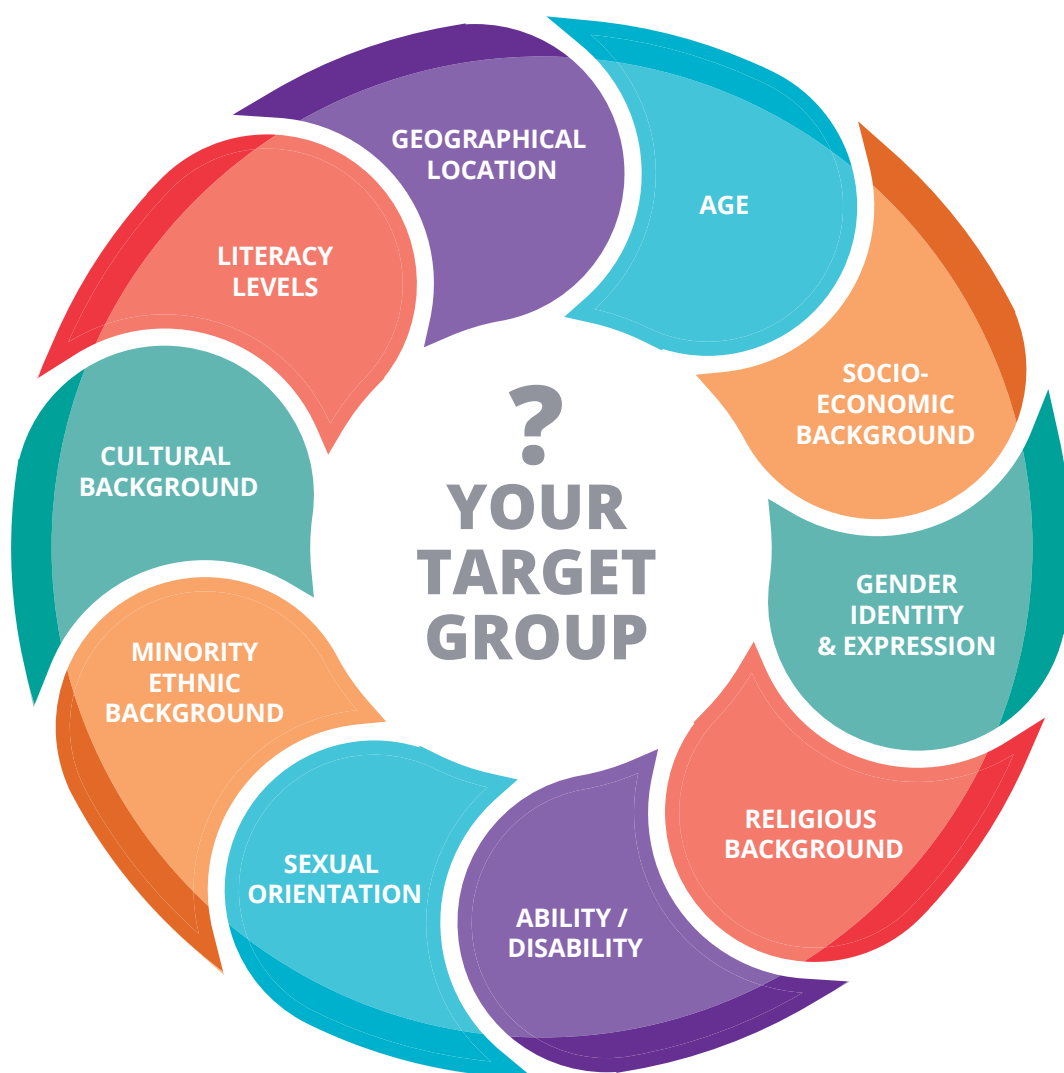 GEOGRAPHICAL
LOCATION
AGE
SOCIO-
ECONOMIC
BACKGROUND
GENDER
IDENTITY
& EXPRESSION
RELIGIOUS
BACKGROUND
ABILITY /
DISABILITY
SEXUAL
ORIENTATION
MINORITY
ETHNIC
BACKGROUND
CULTURAL
BACKGROUND
LITERACY
LEVELS
?
YOUR
TARGET
GROUP